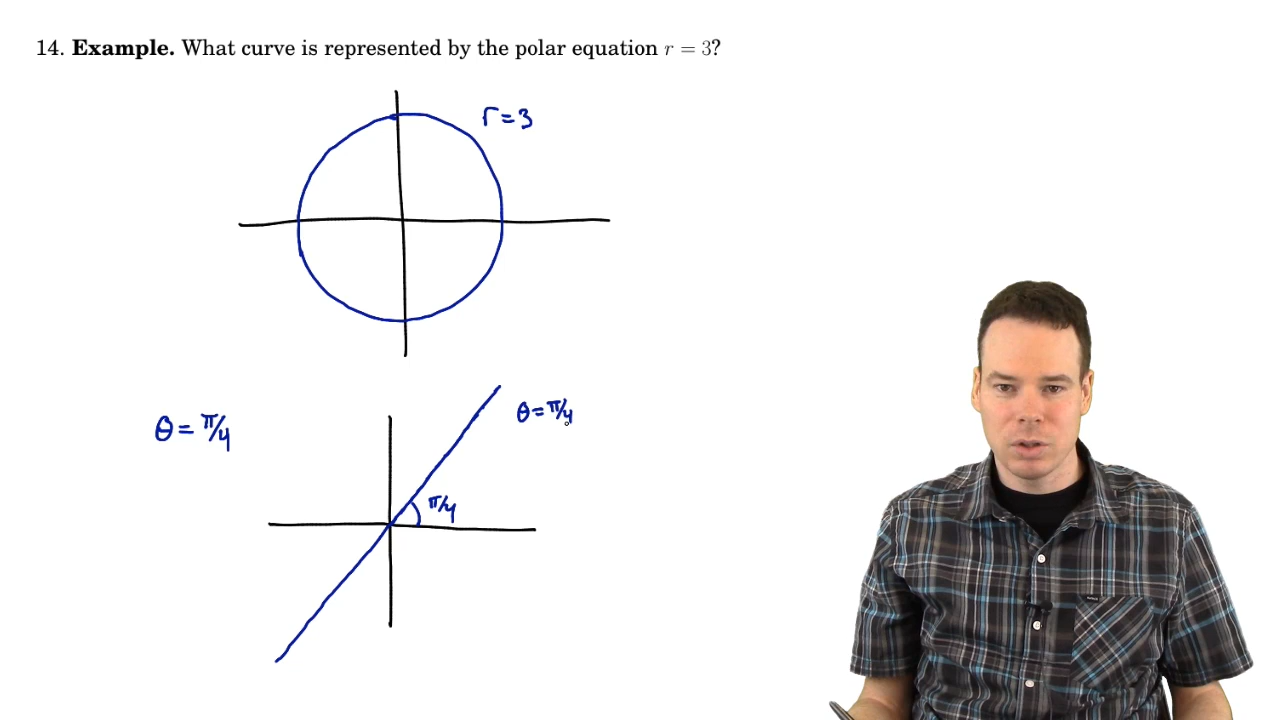 14. Example. What curve is represented by the polar equation r = 3?
r=3
θ=π/4
θ=π/4
π/4